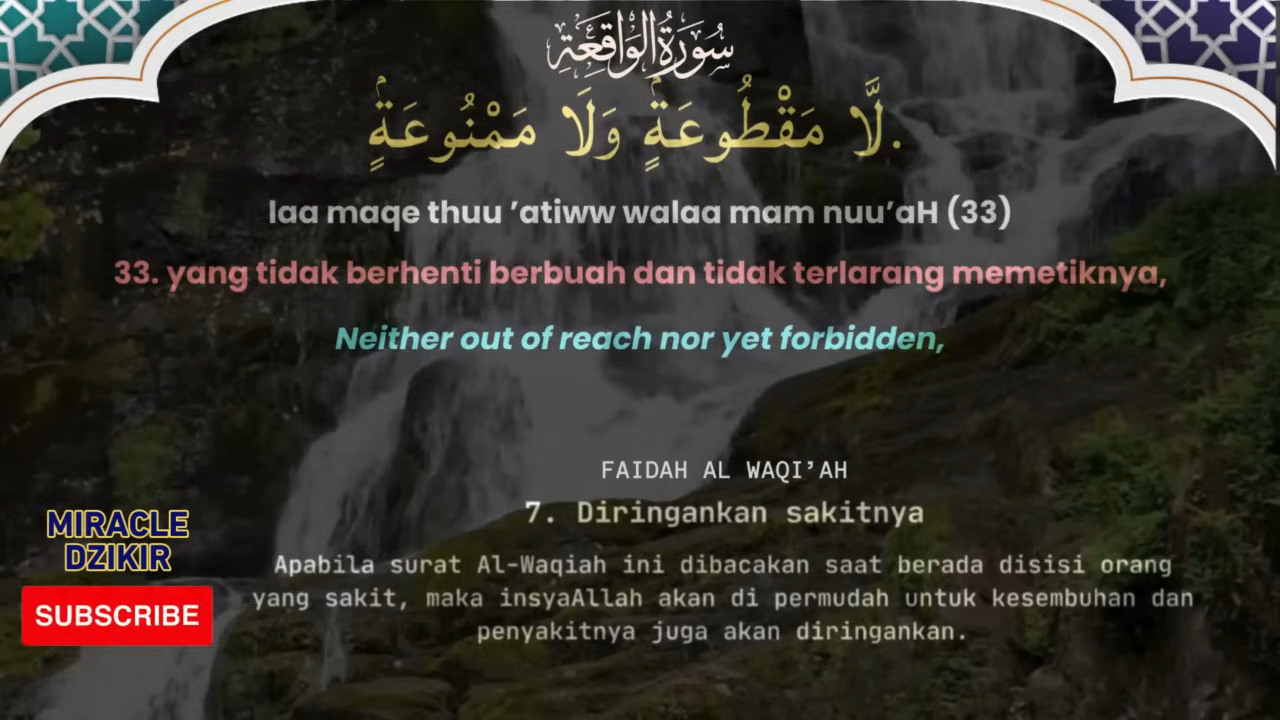 سُورَةُ الْوَاقِعَةِ
لَّا مَقْطُوعَةٍۢ وَلَا مَمْنُوعَةٍۢ.
laa maqe thuu ’atiww walaa mam nuu’aH (33)
33. yang tidak berhenti berbuah dan tidak terlarang memetiknya,
Neither out of reach nor yet forbidden,
FAIDAH AL WAQI’AH
7. Diringankan sakitnya
Apabila surat Al-Waqiah ini dibacakan saat berada disisi orang
yang sakit, maka insyaAllah akan di permudah untuk kesembuhan dan
penyakitnya juga akan diringankan.
MIRACLE
DZIKIR
SUBSCRIBE